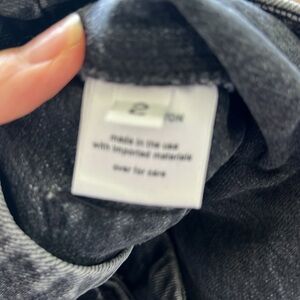 2
made in the usa
with imported materials
over for care